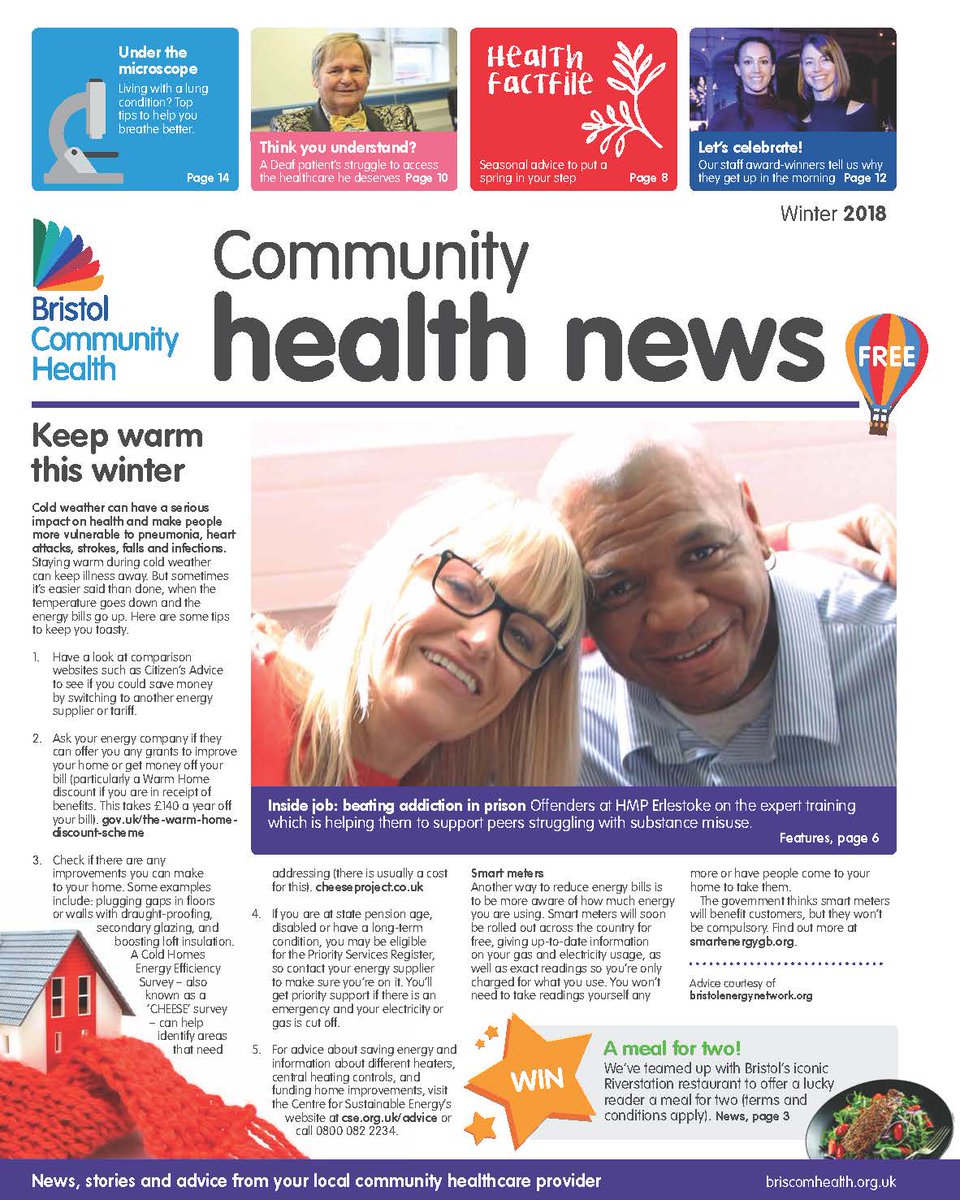 Under the
microscope
Living with a lung
condition? Top
tips to help you
breathe better.
Page 14
Think you understand?
A Deaf patient's struggle to access
the healthcare he deserves Page 10
Health
Factfile
Seasonal advice to put a
spring in your step
Page 8
Let's celebrate!
Our staff award-winners tell us why
they get up in the morning Page 12
Winter 2018
Bristol
Community
Health
Community
health news
FREE
Keep warm
this winter
Cold weather can have a serious
impact on health and make people
more vulnerable to pneumonia, heart
attacks, strokes, falls and infections.
Staying warm during cold weather
can keep illness away. But sometimes
it's easier said than done, when the
temperature goes down and the
energy bills go up. Here are some tips
to keep you toasty.
1. Have a look at comparison
websites such as Citizen's Advice
to see if you could save money
by switching to another energy
supplier or tariff.
2. Ask your energy company if they
can offer you any grants to improve
your home or get money off your
bill (particularly a Warm Home
discount if you are in receipt of
benefits. This takes £140 a year off
your bill). gov.uk/the-warm-home-
discount-scheme
3. Check if there are any
improvements you can make
to your home. Some examples
include: plugging gaps in floors
or walls with draught-proofing,
secondary glazing, and
boosting loft insulation.
A Cold Homes
Energy Efficiency
Survey – also
known as a
'CHEESE' survey
– can help
identify areas
that need
Inside job: beating addiction in prison Offenders at HMP Erlestoke on the expert training
which is helping them to support peers struggling with substance misuse.
Features, page 6
addressing (there is usually a cost
for this). cheeseproject.co.uk
4. If you are at state pension age,
disabled or have a long-term
condition, you may be eligible
for the Priority Services Register,
so contact your energy supplier
to make sure you're on it. You'll
get priority support if there is an
emergency and your electricity or
gas is cut off.
5. For advice about saving energy and
information about different heaters,
central heating controls, and
funding home improvements, visit
the Centre for Sustainable Energy's
website at cse.org.uk/advice or
call 0800 082 2234.
Smart meters
Another way to reduce energy bills is
to be more aware of how much energy
you are using. Smart meters will soon
be rolled out across the country for
free, giving up-to-date information
on your gas and electricity usage, as
well as exact readings so you're only
charged for what you use. You won't
need to take readings yourself any
more or have people come to your
home to take them.
The government thinks smart meters
will benefit customers, but they won't
be compulsory. Find out more at
smartenergygb.org.
Advice courtesy of
bristolenergynetwork.org
WIN
A meal for two!
We've teamed up with Bristol's iconic
Riverstation restaurant to offer a lucky
reader a meal for two (terms and
conditions apply). News, page 3
News, stories and advice from your local community healthcare provider
briscomhealth.org.uk